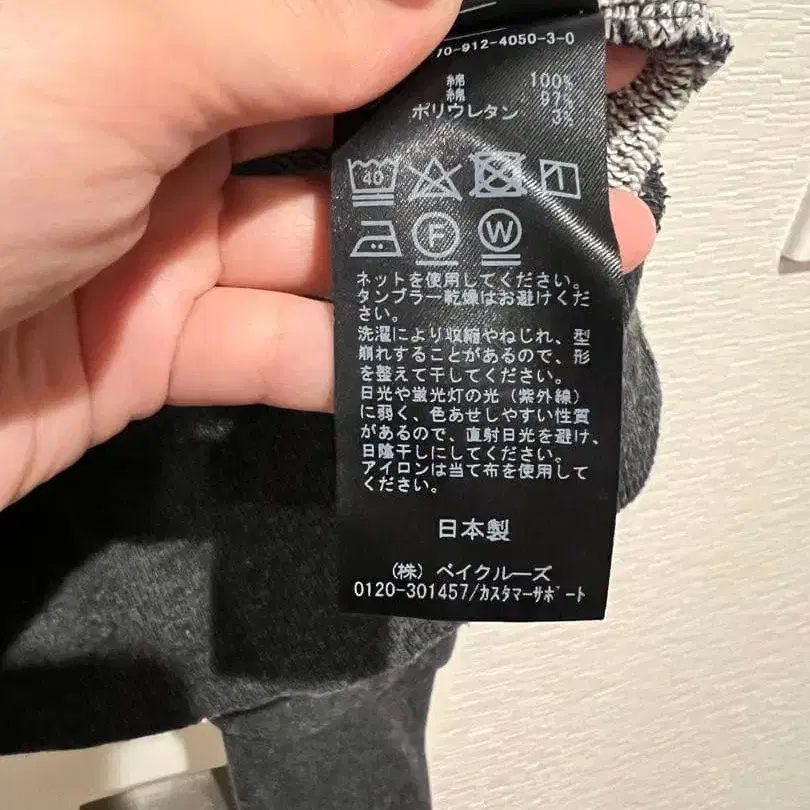 70-912-4050-3-0
綿 100%
綿 97%
ポリウレタン 3%
40
F W
ネットを使用してください。
タンブラー乾燥はお避けくだ
さい。
洗濯により収縮やねじれ、型
崩れすることがあるので、形
を整えて干してください。
日光や蛍光灯の光（紫外線）
に弱く、色あせしやすい性質
があるので、直射日光を避け、
日陰干しにしてください。
アイロンは当て布を使用して
ください。
日本製
(株) ベイクルーズ
0120-301457/ｶｽﾀﾏｰｻﾎﾟｰﾄ